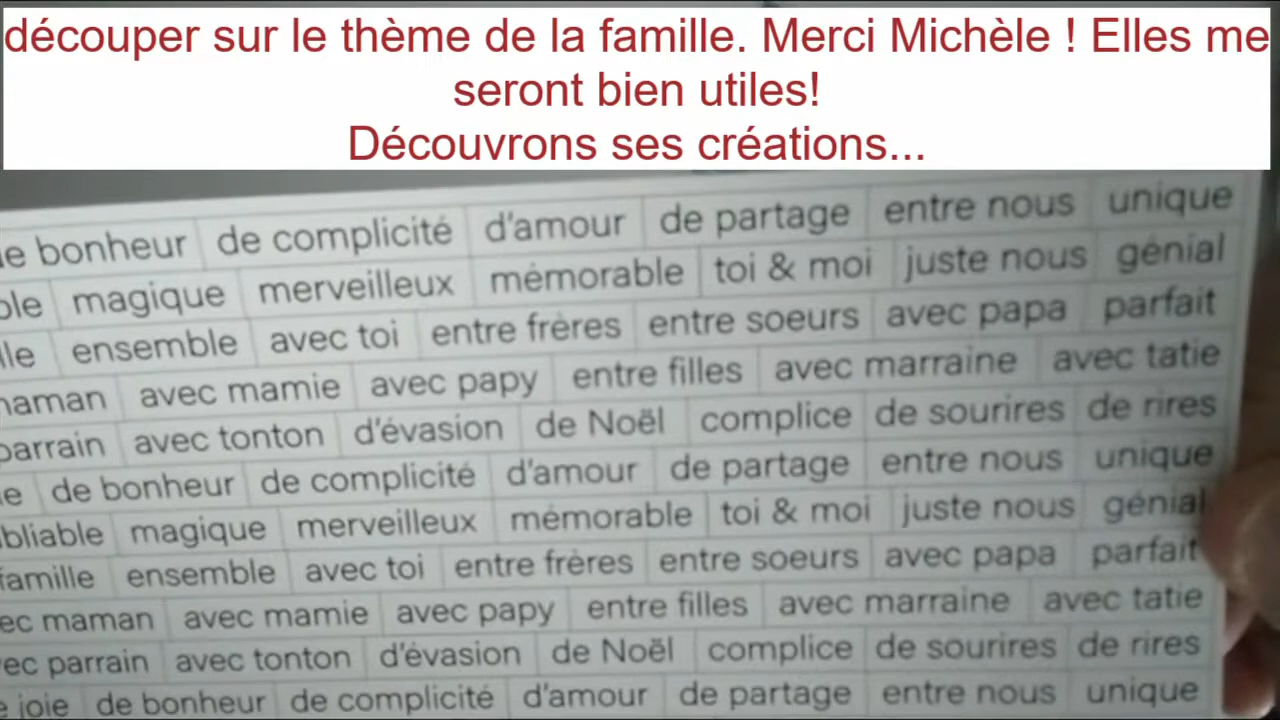 découper sur le thème de la famille. Merci Michèle ! Elles me
seront bien utiles!
Découvrons ses créations...
bonheur de complicité d'amour de partage entre nous unique
magique merveilleux mémorable toi & moi juste nous génial
ensemble avec toi entre frères entre soeurs avec papa parfait
avec mamie avec papy entre filles avec marraine avec tatie
parrain avec tonton d'évasion de Noël complice de sourires de rires
de bonheur de complicité d'amour de partage entre nous unique
magique merveilleux mémorable toi & moi juste nous génial
famille ensemble avec toi entre frères entre soeurs avec papa parfait
maman avec mamie avec papy entre filles avec marraine avec tatie
parrain avec tonton d'évasion de Noël complice de sourires de rires
joie de bonheur de complicité d'amour de partage entre nous unique